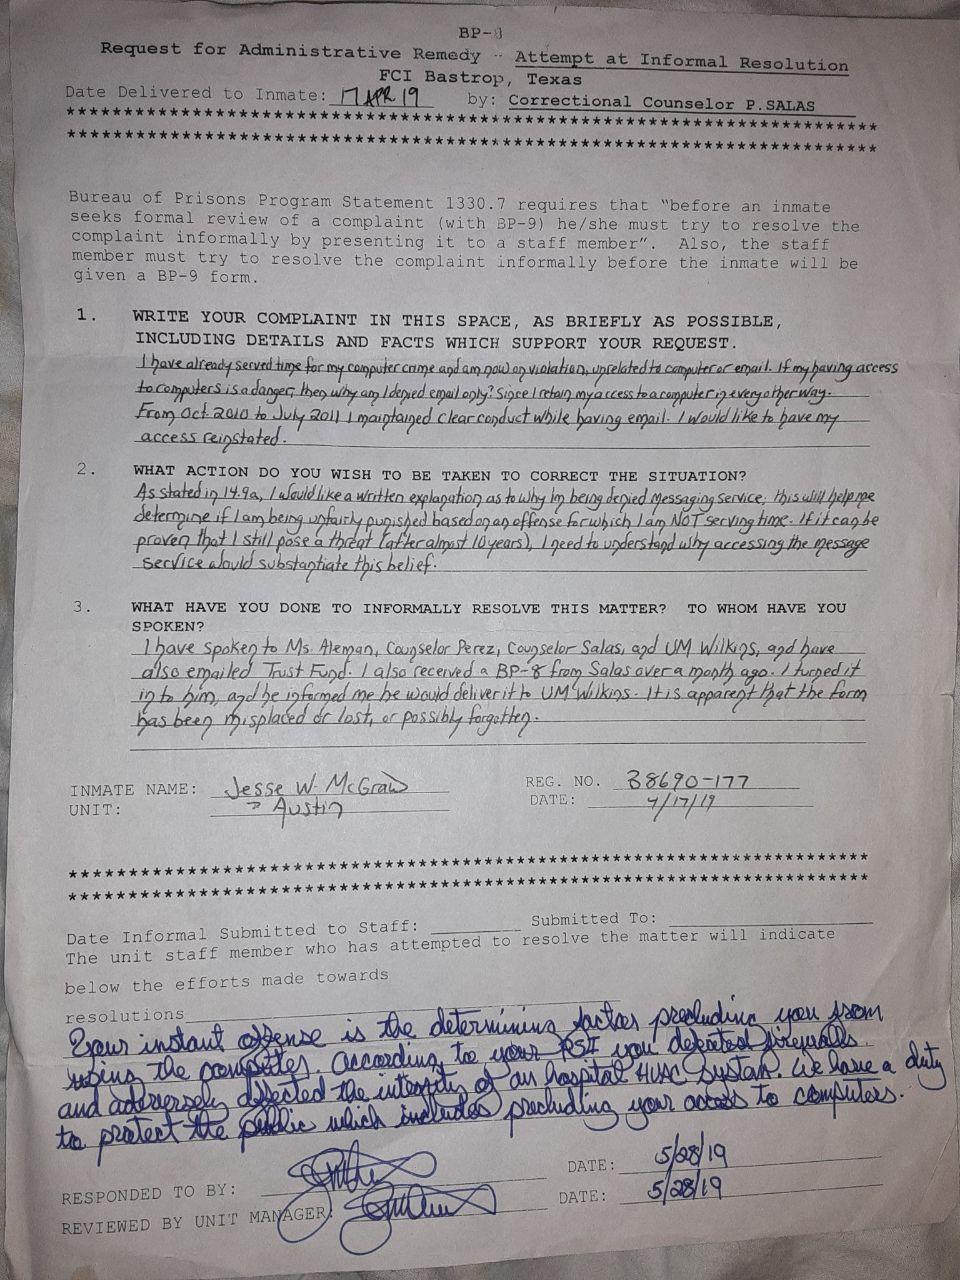 BP-8
Request for Administrative Remedy - Attempt at Informal Resolution
FCI Bastrop, Texas
Date Delivered to Inmate: 17 APR 19 by: Correctional Counselor P.SALAS
****************************************************************************
****************************************************************************
Bureau of Prisons Program Statement 1330.7 requires that "before an inmate
seeks formal review of a complaint (with BP-9) he/she must try to resolve the
complaint informally by presenting it to a staff member". Also, the staff
member must try to resolve the complaint informally before the inmate will be
given a BP-9 form.
1. WRITE YOUR COMPLAINT IN THIS SPACE, AS BRIEFLY AS POSSIBLE,
INCLUDING DETAILS AND FACTS WHICH SUPPORT YOUR REQUEST.
I have already served time for my computer crime and am now on violation, unrelated to computer or email. If my having access
to computers is a danger, then why am I denied email only? Since I retain my access to a computer in every other way.
From Oct 2010 to July 2011 I maintained clear conduct while having email. I would like to have my
access reinstated.
2. WHAT ACTION DO YOU WISH TO BE TAKEN TO CORRECT THE SITUATION?
As stated in 14.9a, I would like a written explanation as to why I'm being denied messaging service; this will help me
determine if I am being unfairly punished based on an offense for which I am NOT serving time. If it can be
proven that I still pose a threat (after almost 10 years), I need to understand why accessing the message
service would substantiate this belief.
3. WHAT HAVE YOU DONE TO INFORMALLY RESOLVE THIS MATTER? TO WHOM HAVE YOU
SPOKEN?
I have spoken to Ms. Aleman, Counselor Perez, Counselor Salas, and UM Wilkins, and have
also emailed Trust Fund. I also received a BP-8 from Salas over a month ago. I turned it
in to him, and he informed me he would deliver it to UM Wilkins. It is apparent that the form
has been misplaced or lost, or possibly forgotten.
INMATE NAME: Jesse W. McGraw REG. NO. 38690-177
UNIT: Austin DATE: 4/17/19
****************************************************************************
****************************************************************************
Date Informal Submitted to Staff: Submitted To:
The unit staff member who has attempted to resolve the matter will indicate
below the efforts made towards
resolutions
Your instant offense is the determining factor precluding you from
using the computer. According to your PSI you defeated firewalls
and adversely affected the integrity of an hospital HVAC system. We have a duty
to protect the public which includes precluding your access to computers.
RESPONDED TO BY: DATE: 5/28/19
REVIEWED BY UNIT MANAGER: DATE: 5/28/19